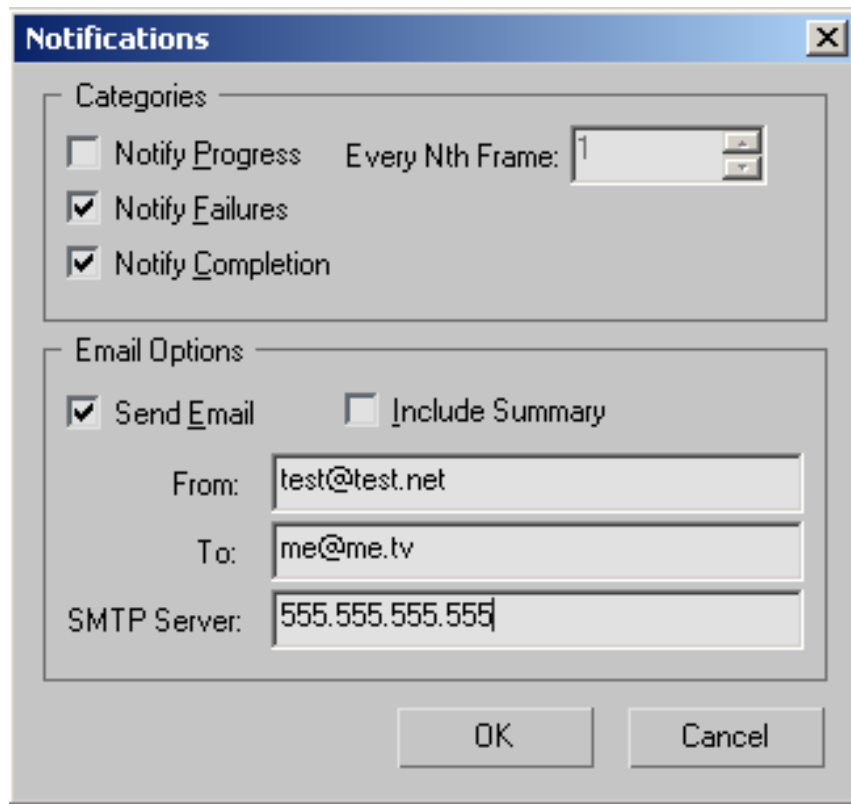 Notifications
Categories
Notify Progress Every Nth Frame: 1
Notify Failures
Notify Completion
Email Options
Send Email Include Summary
From: test@test.net
To: me@me.tv
SMTP Server: 555.555.555.555
OK Cancel